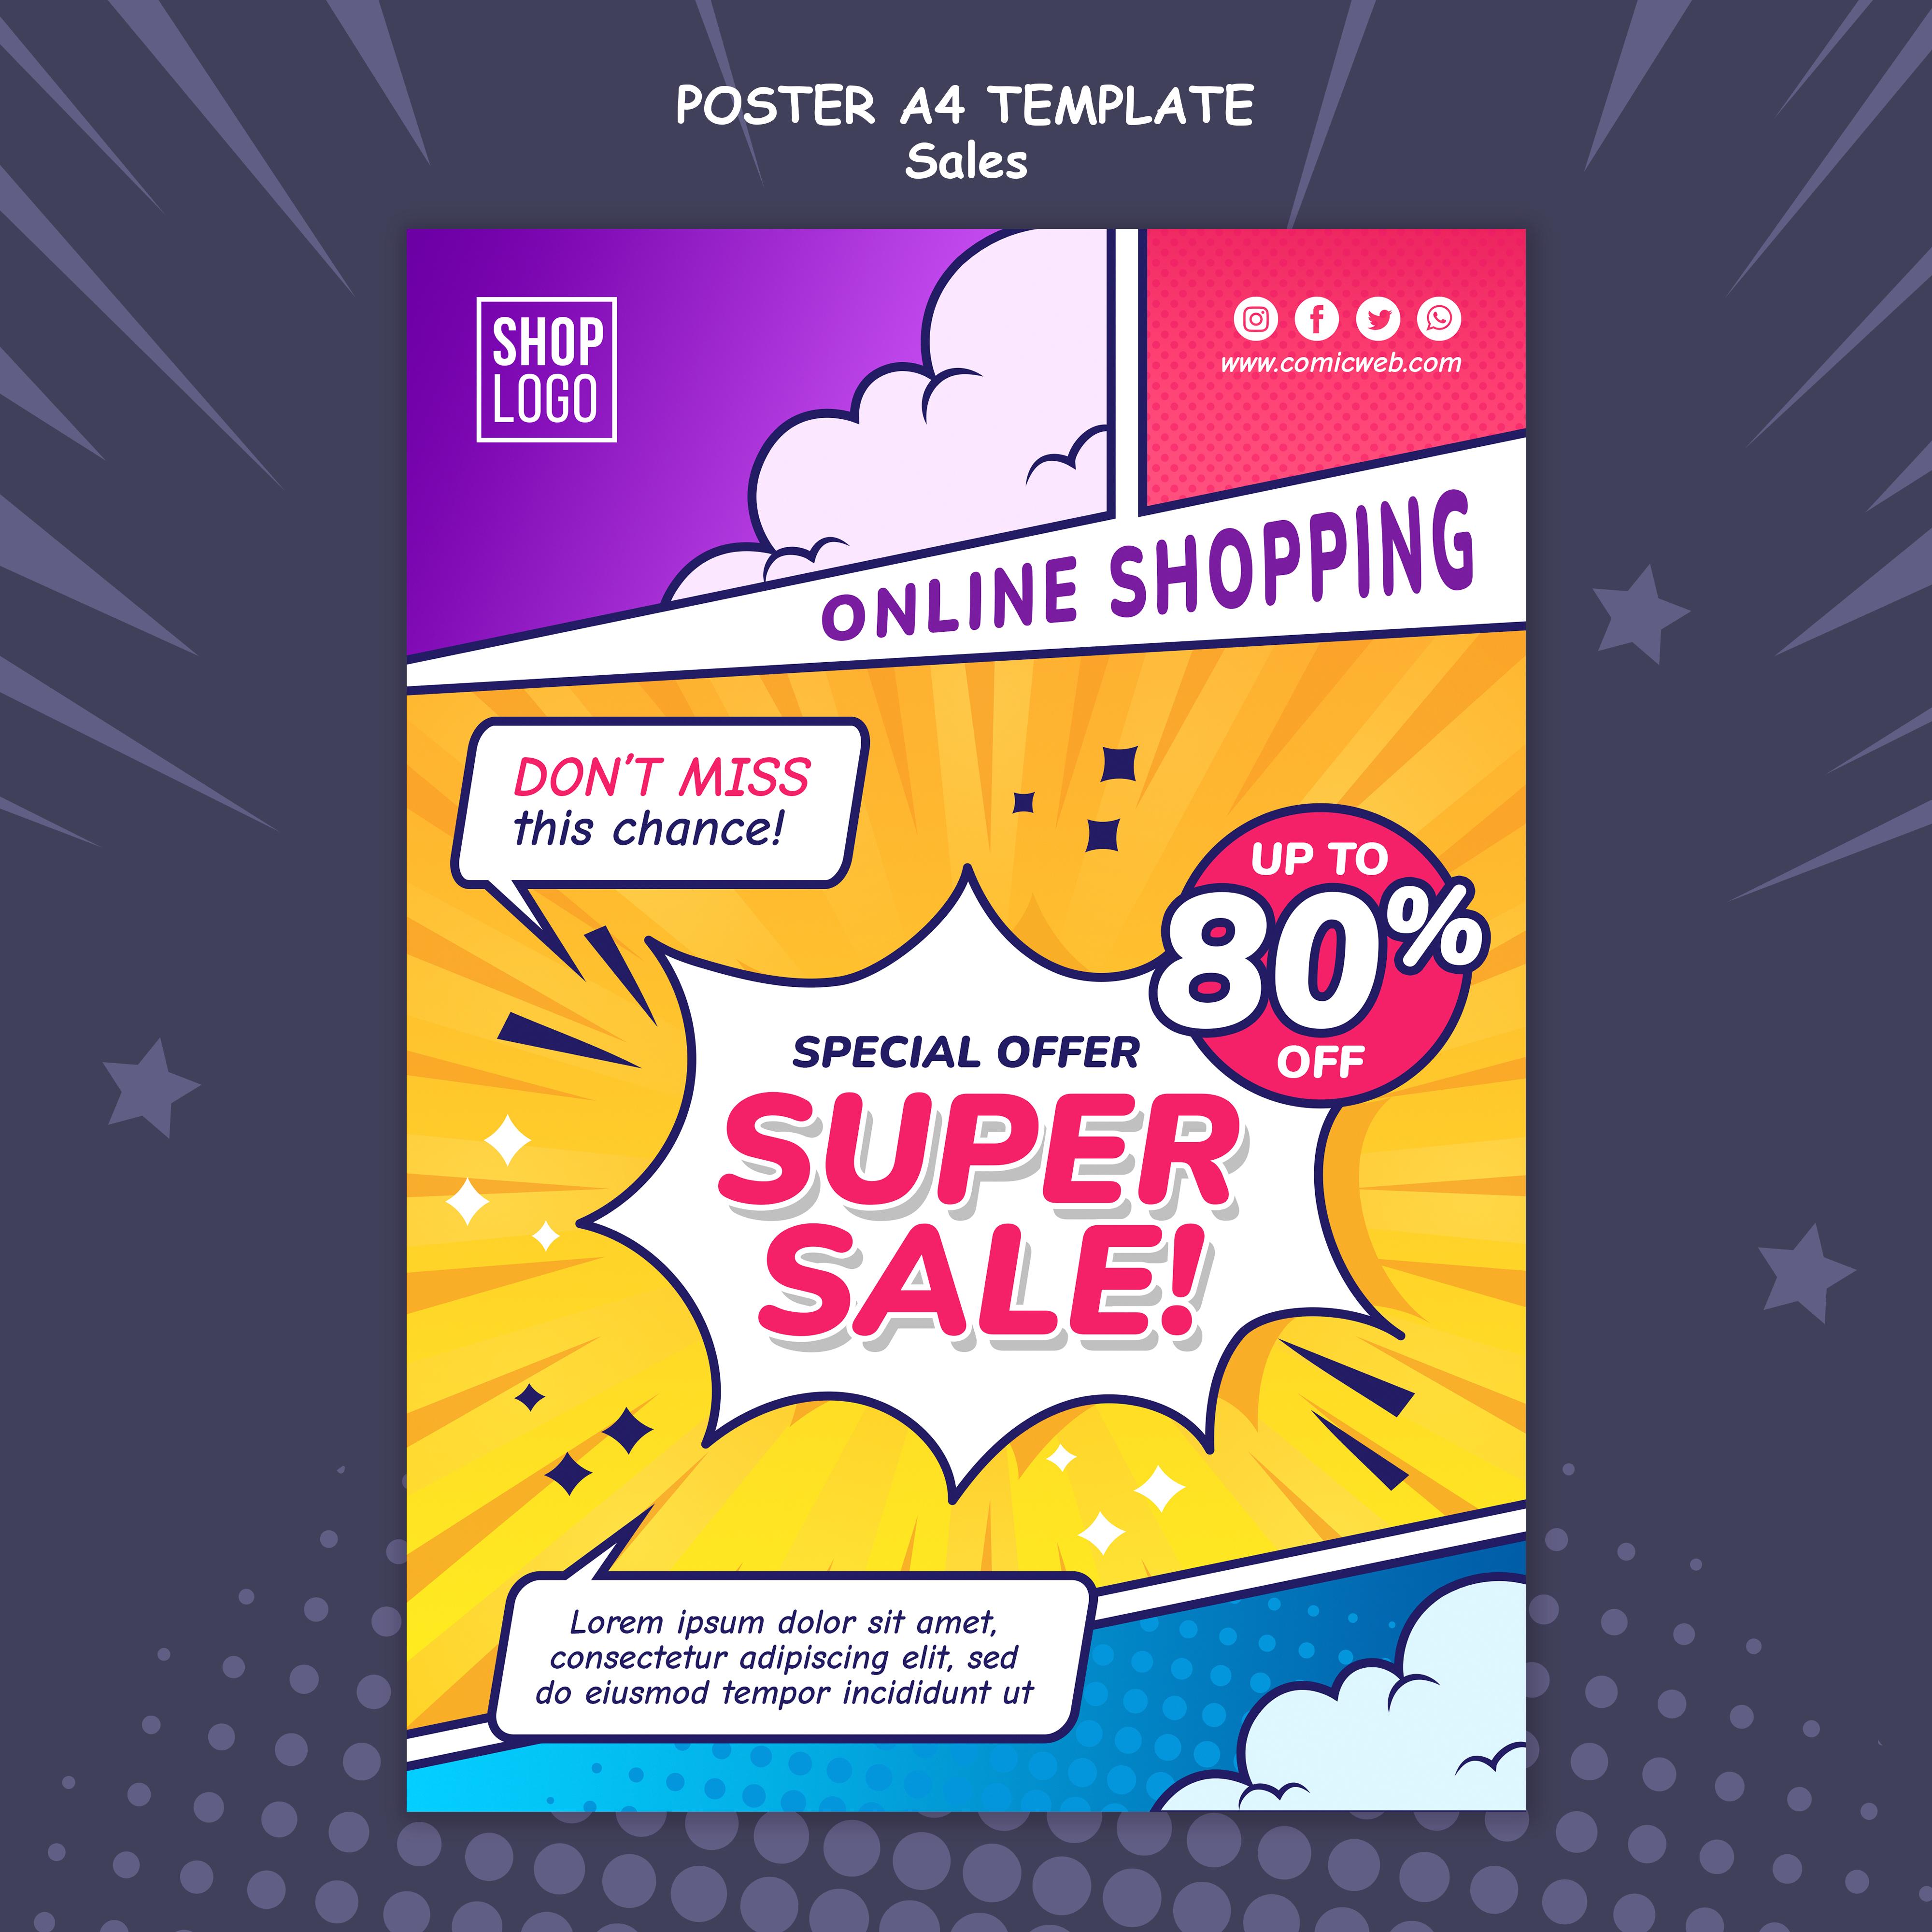 POSTER A4 TEMPLATE
Sales
SHOP
LOGO
www.comicweb.com
ONLINE SHOPPING
DON'T MISS
this chance!
UP TO
80%
OFF
SPECIAL OFFER
SUPER
SALE!
Lorem ipsum dolor sit amet,
consectetur adipiscing elit, sed
do eiusmod tempor incididunt ut